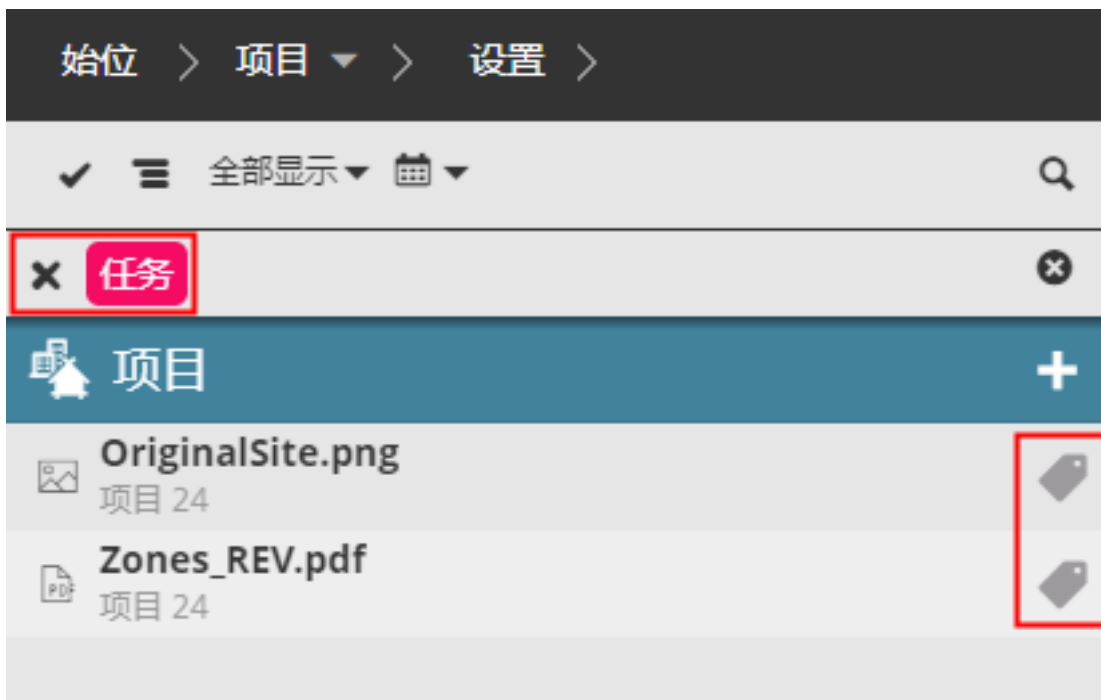 始位 > 项目 > 设置 >
全部显示
任务
项目
OriginalSite.png
项目 24
Zones_REV.pdf
项目 24